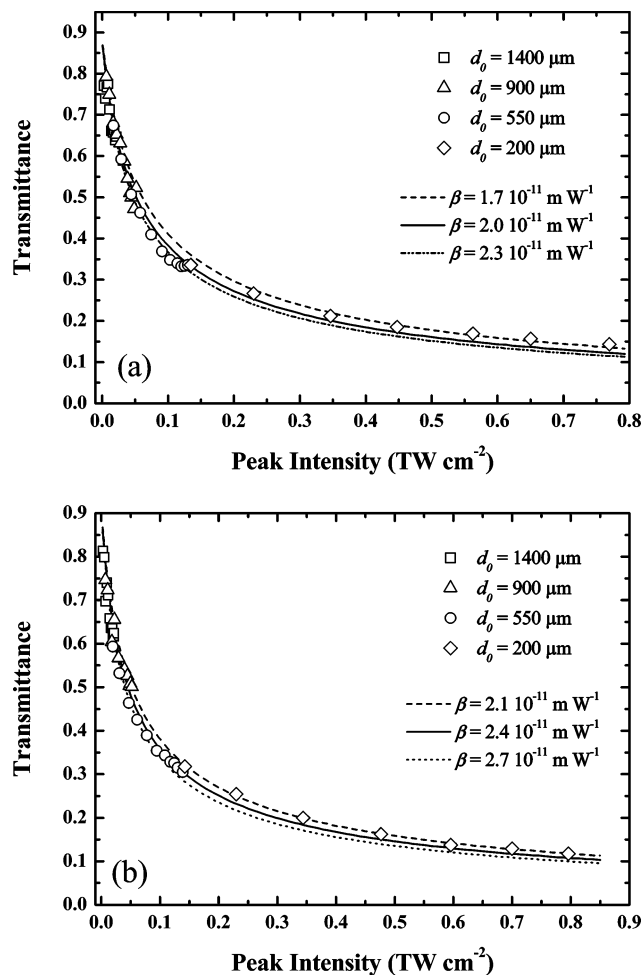 0.9
0.8
0.7
0.6
0.5
0.4
0.3
0.2
0.1
0.0
Transmittance
d₀ = 1400 μm
d₀ = 900 μm
d₀ = 550 μm
d₀ = 200 μm
β = 1.7 10⁻¹¹ m W⁻¹
β = 2.0 10⁻¹¹ m W⁻¹
β = 2.3 10⁻¹¹ m W⁻¹
(a)
0.0 0.1 0.2 0.3 0.4 0.5 0.6 0.7 0.8
Peak Intensity (TW cm⁻²)
0.9
0.8
0.7
0.6
0.5
0.4
0.3
0.2
0.1
0.0
Transmittance
d₀ = 1400 μm
d₀ = 900 μm
d₀ = 550 μm
d₀ = 200 μm
β = 2.1 10⁻¹¹ m W⁻¹
β = 2.4 10⁻¹¹ m W⁻¹
β = 2.7 10⁻¹¹ m W⁻¹
(b)
0.0 0.1 0.2 0.3 0.4 0.5 0.6 0.7 0.8 0.9
Peak Intensity (TW cm⁻²)